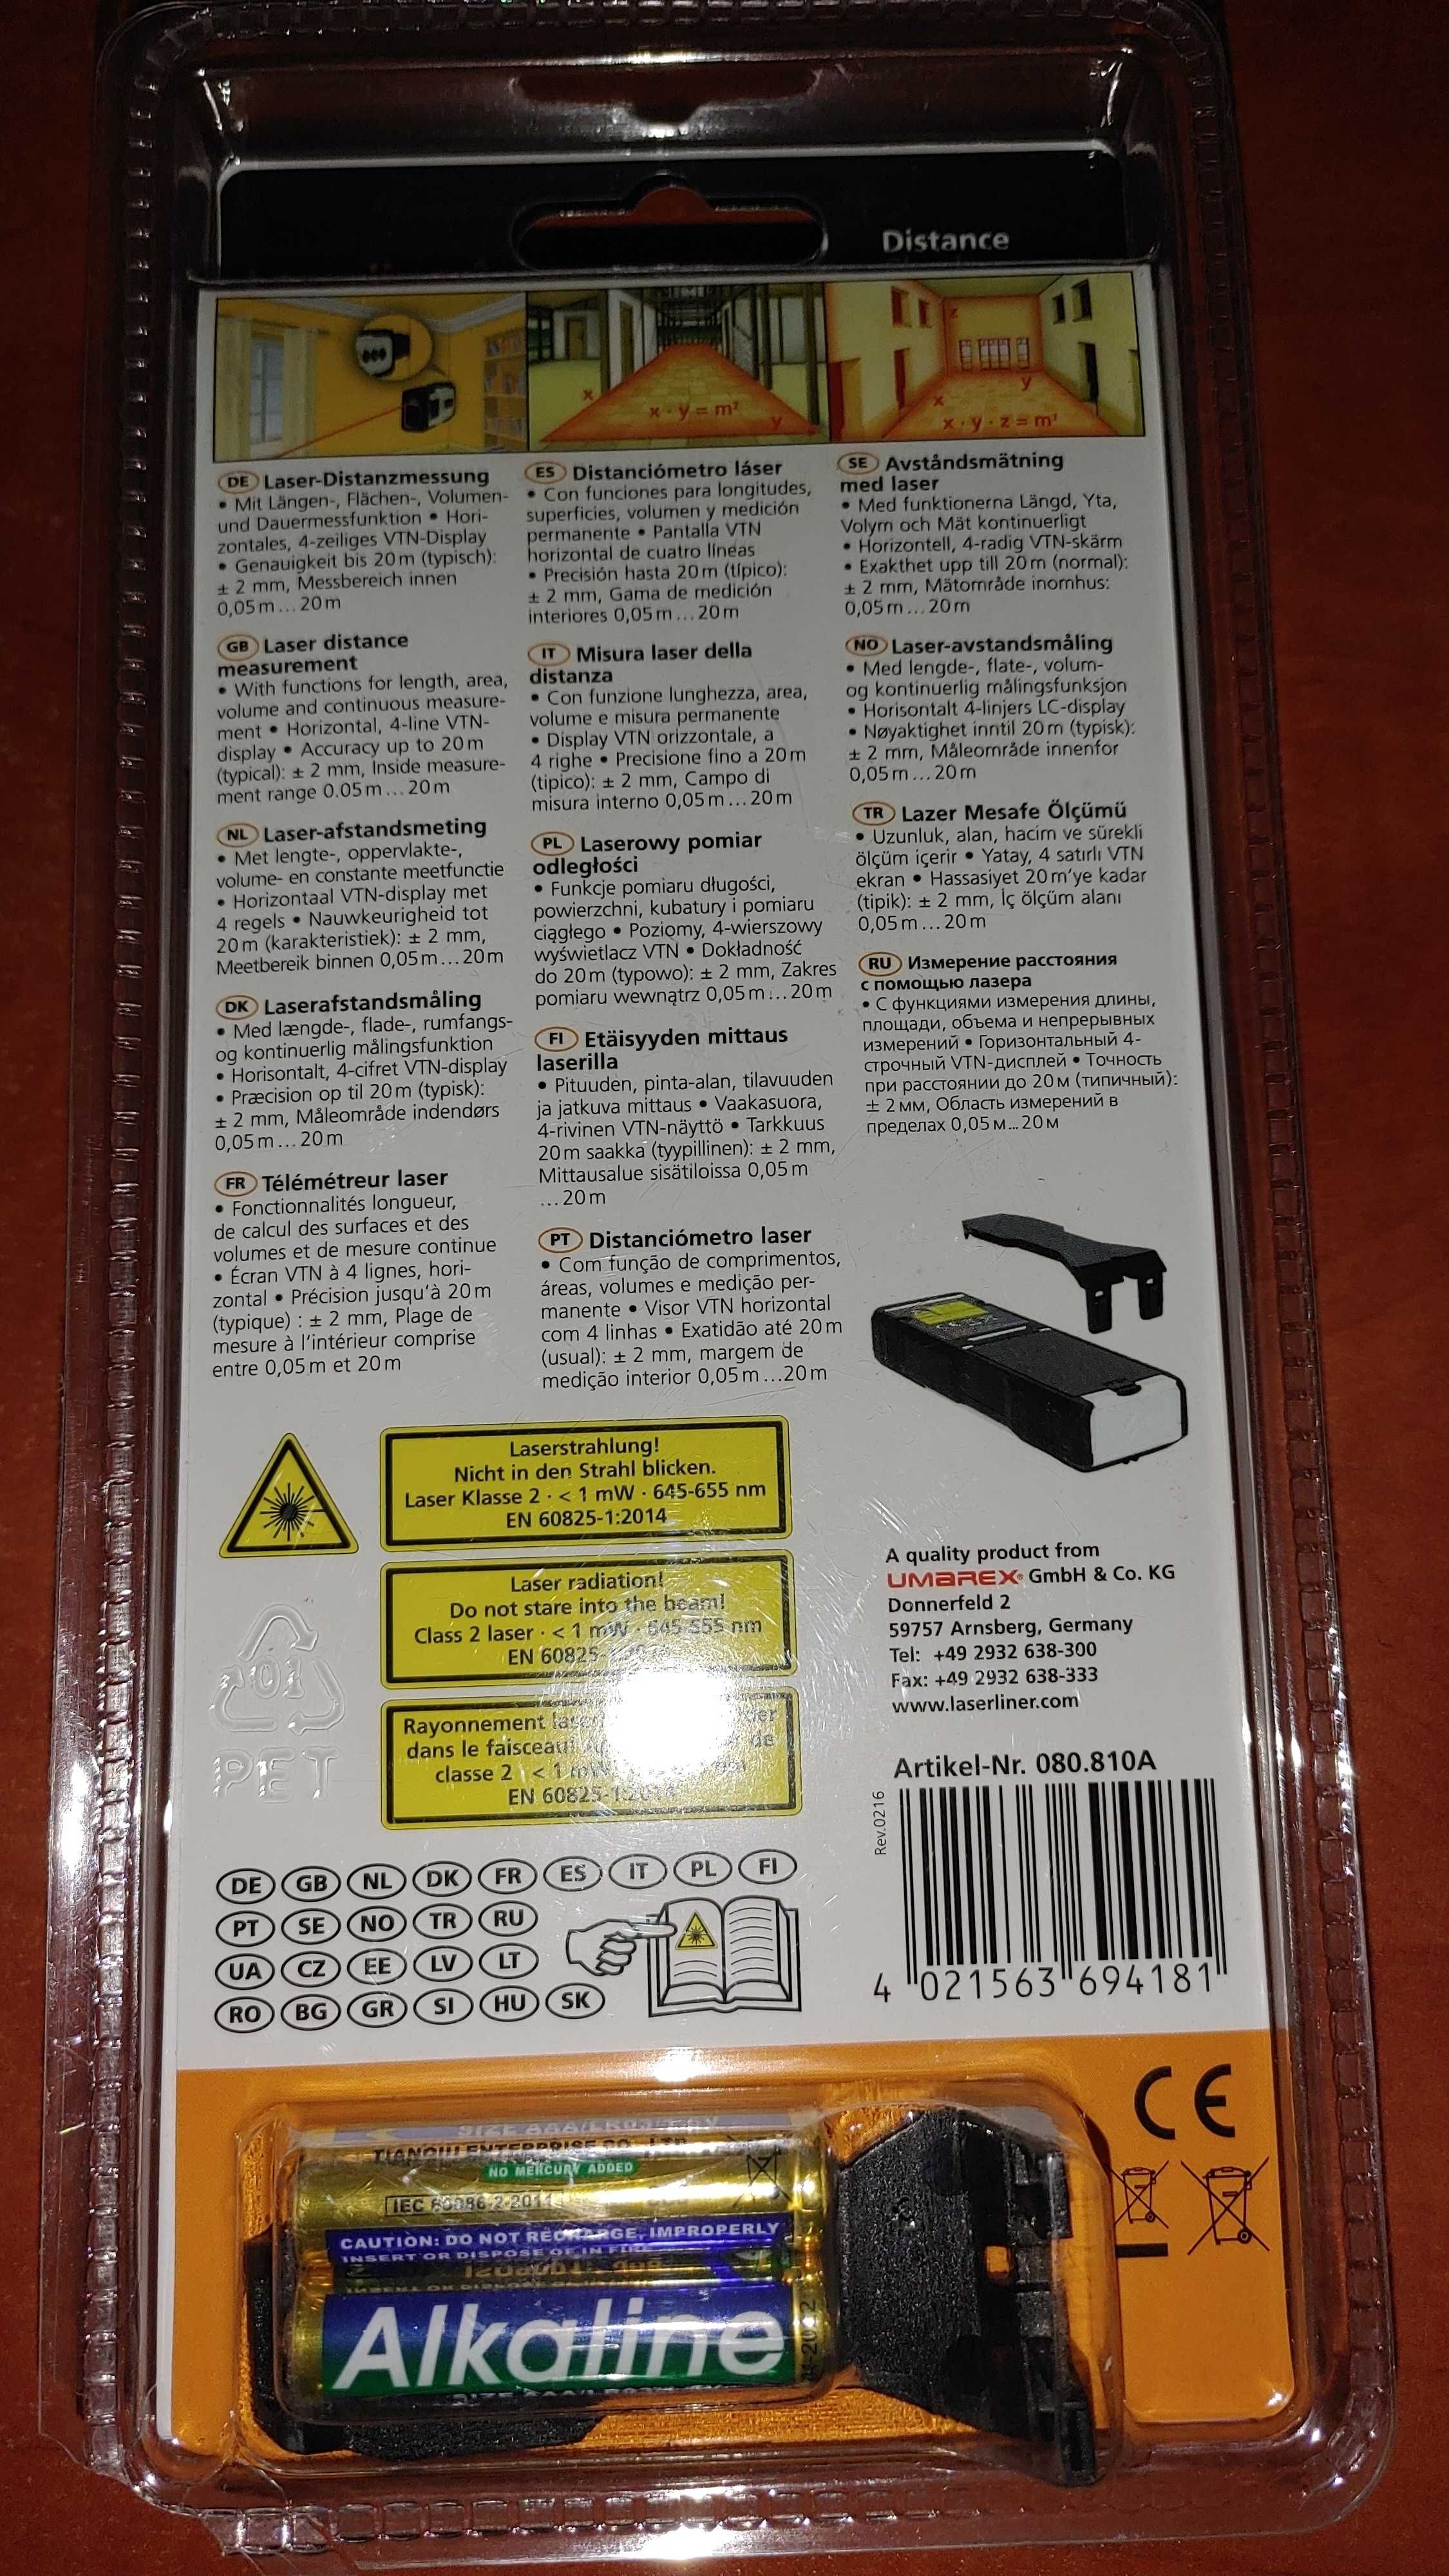 Distance
x
x · y = m²
y
z
y
x
x · y · z = m³
DE Laser-Distanzmessung
• Mit Längen-, Flächen-, Volumen-
und Dauermessfunktion • Hori-
zontales, 4-zeiliges VTN-Display
• Genauigkeit bis 20 m (typisch):
± 2 mm, Messbereich innen
0,05 m ... 20 m
GB Laser distance
measurement
• With functions for length, area,
volume and continuous measure-
ment • Horizontal, 4-line VTN-
display • Accuracy up to 20 m
(typical): ± 2 mm, Inside measure-
ment range 0.05 m ... 20 m
NL Laser-afstandsmeting
• Met lengte-, oppervlakte-,
volume- en constante meetfunctie
• Horizontaal VTN-display met
4 regels • Nauwkeurigheid tot
20 m (karakteristiek): ± 2 mm,
Meetbereik binnen 0,05 m ... 20 m
DK Laserafstandsmåling
• Med længde-, flade-, rumfangs-
og kontinuerlig målingsfunktion
• Horisontalt, 4-cifret VTN-display
• Præcision op til 20 m (typisk):
± 2 mm, Måleområde indendørs
0,05 m ... 20 m
FR Télémétreur laser
• Fonctionnalités longueur,
de calcul des surfaces et des
volumes et de mesure continue
• Écran VTN à 4 lignes, hori-
zontal • Précision jusqu'à 20 m
(typique) : ± 2 mm, Plage de
mesure à l'intérieur comprise
entre 0,05 m et 20 m
ES Distanciómetro láser
• Con funciones para longitudes,
superficies, volumen y medición
permanente • Pantalla VTN
horizontal de cuatro líneas
• Precisión hasta 20 m (típico):
± 2 mm, Gama de medición
interiores 0,05 m ... 20 m
IT Misura laser della
distanza
• Con funzione lunghezza, area,
volume e misura permanente
• Display VTN orizzontale, a
4 righe • Precisione fino a 20 m
(tipico): ± 2 mm, Campo di
misura interno 0,05 m ... 20 m
PL Laserowy pomiar
odległości
• Funkcje pomiaru długości,
powierzchni, kubatury i pomiaru
ciągłego • Poziomy, 4-wierszowy
wyświetlacz VTN • Dokładność
do 20 m (typowo): ± 2 mm, Zakres
pomiaru wewnątrz 0,05 m ... 20 m
FI Etäisyyden mittaus
laserilla
• Pituuden, pinta-alan, tilavuuden
ja jatkuva mittaus • Vaakasuora,
4-rivinen VTN-näyttö • Tarkkuus
20 m saakka (tyypillinen): ± 2 mm,
Mittausalue sisätiloissa 0,05 m
... 20 m
PT Distanciómetro laser
• Com função de comprimentos,
áreas, volumes e medição per-
manente • Visor VTN horizontal
com 4 linhas • Exatidão até 20 m
(usual): ± 2 mm, margem de
medição interior 0,05 m ...20 m
SE Avståndsmätning
med laser
• Med funktionerna Längd, Yta,
Volym och Mät kontinuerligt
• Horizontell, 4-radig VTN-skärm
• Exakthet upp till 20 m (normal):
± 2 mm, Mätområde inomhus:
0,05 m ... 20 m
NO Laser-avstandsmåling
• Med lengde-, flate-, volum-
og kontinuerlig målingsfunksjon
• Horisontalt 4-linjers LC-display
• Nøyaktighet inntil 20 m (typisk):
± 2 mm, Måleområde innenfor
0,05 m ... 20 m
TR Lazer Mesafe Ölçümü
• Uzunluk, alan, hacim ve sürekli
ölçüm içerir • Yatay, 4 satırlı VTN
ekran • Hassasiyet 20 m'ye kadar
(tipik): ± 2 mm, İç ölçüm alanı
0,05 m ... 20 m
RU Измерение расстояния
с помощью лазера
• С функциями измерения длины,
площади, объема и непрерывных
измерений • Горизонтальный 4-
строчный VTN-дисплей • Точность
при расстоянии до 20 м (типичный):
± 2 мм, Область измерений в
пределах 0,05 м... 20 м
Laserstrahlung!
Nicht in den Strahl blicken.
Laser Klasse 2 · < 1 mW · 645-655 nm
EN 60825-1:2014
Laser radiation!
Do not stare into the beam!
Class 2 laser · < 1 mW · 645-655 nm
EN 60825-
Rayonnement laser
dans le faisceau! de
classe 2 < 1 mW
EN 60825-1:2014
01
PET
A quality product from
UMAREX® GmbH & Co. KG
Donnerfeld 2
59757 Arnsberg, Germany
Tel: +49 2932 638-300
Fax: +49 2932 638-333
www.laserliner.com
Artikel-Nr. 080.810A
Rev.0216
4 021563 694181
DE GB NL DK FR ES IT PL FI
PT SE NO TR RU
UA CZ EE LV LT
RO BG GR SI HU SK
CE
TIANQIU ENTERPRISE CO., LTD
NO MERCURY ADDED
IEC 60086-2-2011
CAUTION: DO NOT RECHARGE, IMPROPERLY
INSERT OR DISPOSE OF IN FIRE
Alkaline